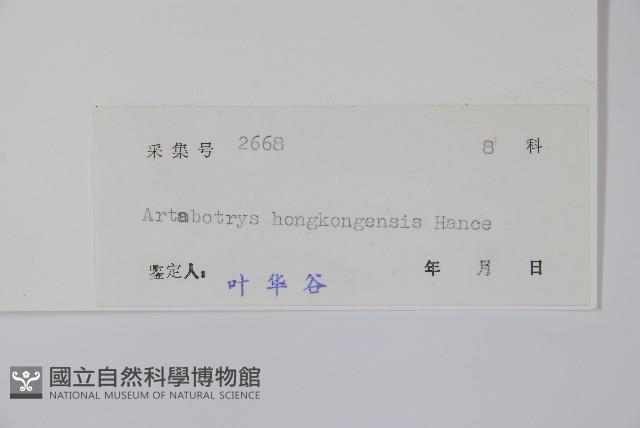 采集号 2668 8 科
Artabotrys hongkongensis Hance
鉴定人: 叶华谷 年 月 日
國立自然科學博物館
NATIONAL MUSEUM OF NATURAL SCIENCE